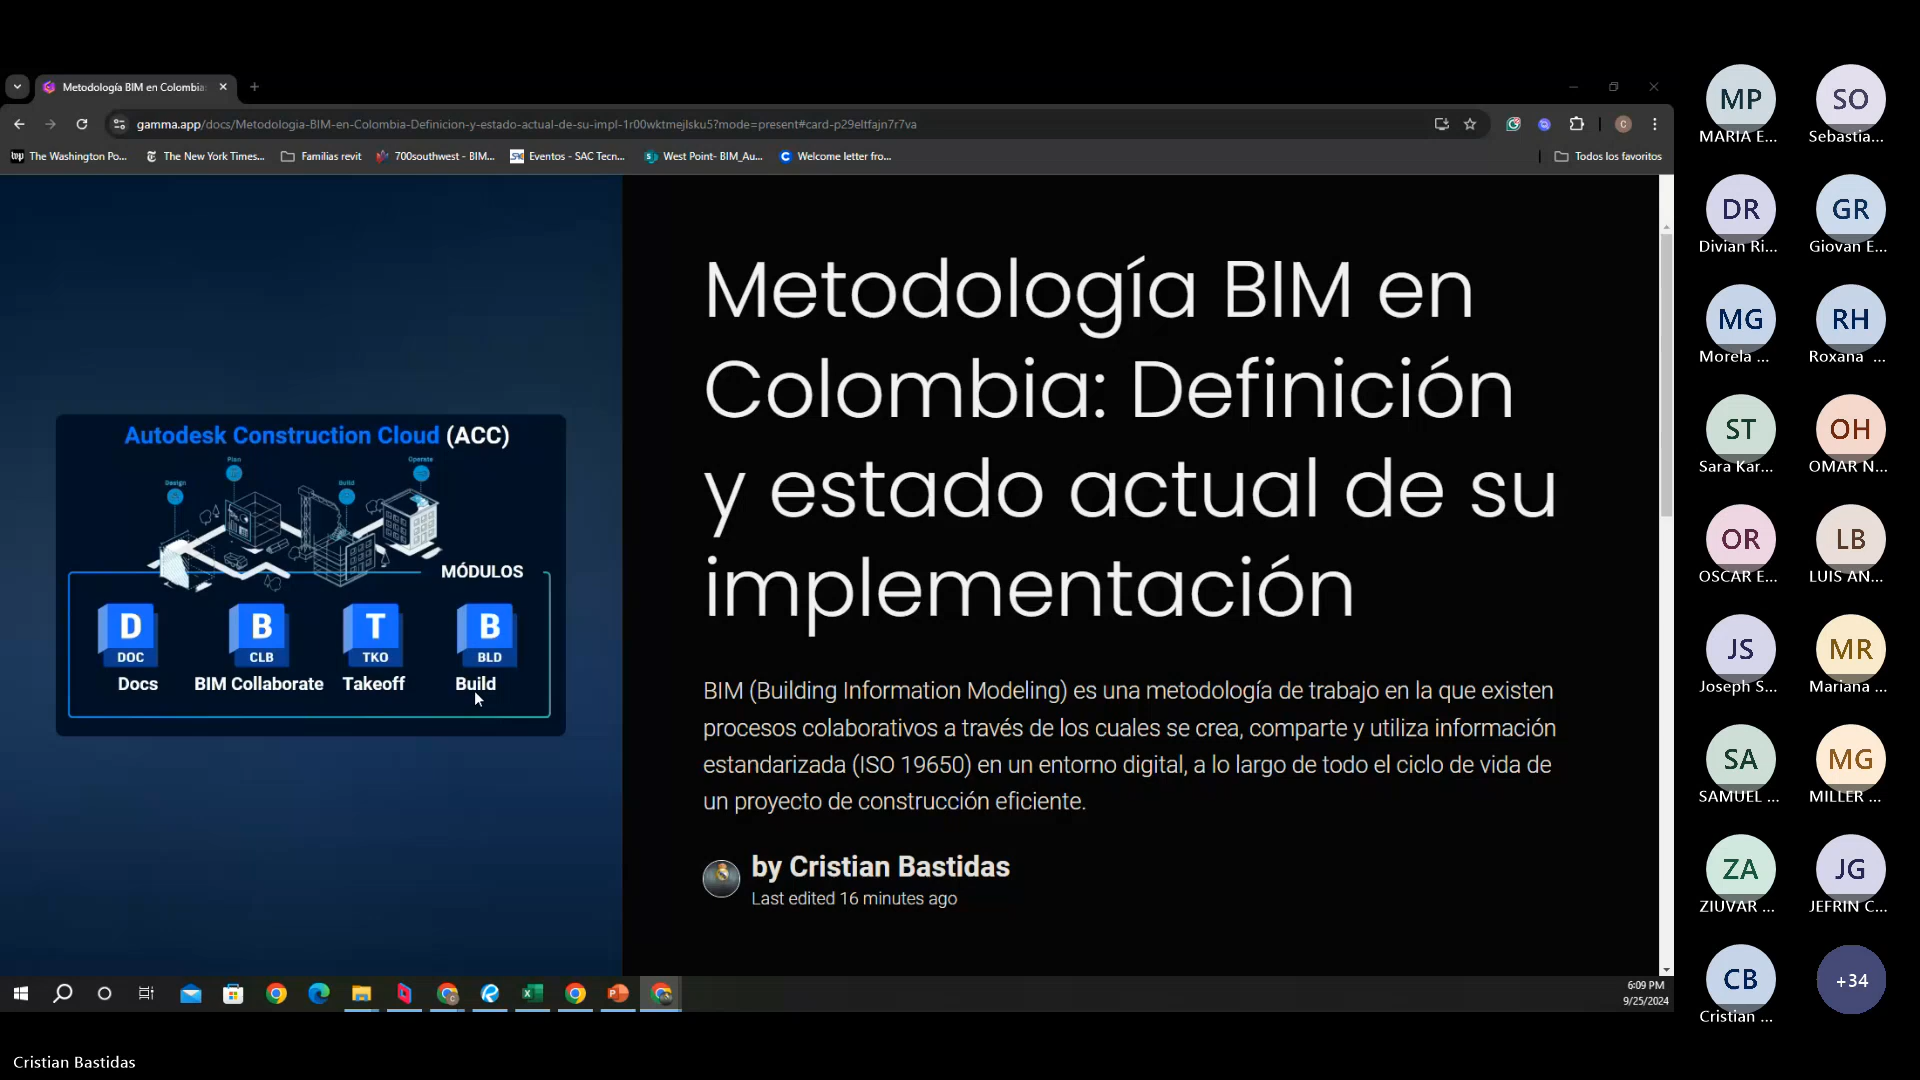 Metodología BIM en Colombia:
gamma.app/docs/Metodologia-BIM-en-Colombia-Definicion-y-estado-actual-de-su-impl-1r00wktmejlsku5?mode=present#card-p29eltfajn7r7va
The Washington Po...
The New York Times...
Familias revit
700southwest - BIM...
Eventos - SAC Tecn...
West Point- BIM_Au...
Welcome letter fro...
Todos los favoritos
Autodesk Construction Cloud (ACC)
Plan
Operate
Design
Build
MÓDULOS
D
DOC
Docs
B
CLB
BIM Collaborate
T
TKO
Takeoff
B
BLD
Build
Metodología BIM en
Colombia: Definición
y estado actual de su
implementación
BIM (Building Information Modeling) es una metodología de trabajo en la que existen
procesos colaborativos a través de los cuales se crea, comparte y utiliza información
estandarizada (ISO 19650) en un entorno digital, a lo largo de todo el ciclo de vida de
un proyecto de construcción eficiente.
by Cristian Bastidas
Last edited 16 minutes ago
6:09 PM
9/25/2024
MP
MARIA E...
SO
Sebastia...
DR
Divian Ri...
GR
Giovan E...
MG
Morela ...
RH
Roxana ...
ST
Sara Kar...
OH
OMAR N...
OR
OSCAR E...
LB
LUIS AN...
JS
Joseph S...
MR
Mariana ...
SA
SAMUEL ...
MG
MILLER ...
ZA
ZIUVAR ...
JG
JEFRIN C...
CB
Cristian ...
+34
Cristian Bastidas